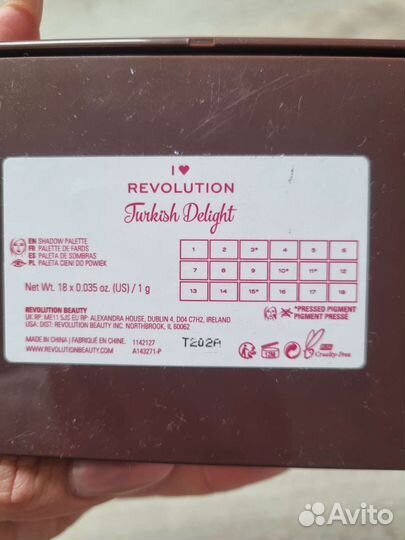 I ♥
REVOLUTION
Turkish Delight
EN SHADOW PALETTE
FR PALETTE DE FARDS
ES PALETA DE SOMBRAS
PL PALETA CIENI DO POWIEK
Net. Wt. 18 x 0.035 oz. (US) / 1 g
1 2 3* 4 5 6
7 8 9 10* 11* 12
13 14 15* 16 17 18
REVOLUTION BEAUTY
UK RP: ME11 5JS EU RP: ALEXANDRA HOUSE, DUBLIN 4, D04 C7H2, IRELAND
USA: DIST: REVOLUTION BEAUTY INC. NORTHBROOK, IL 60062
*PRESSED PIGMENT
PIGMENT PRESSÉ
MADE IN CHINA | FABRIQUÉ EN CHINE. 1142127
WWW.REVOLUTIONBEAUTY.COM A143271-P
T202A
12M
Cruelty-Free
Avito